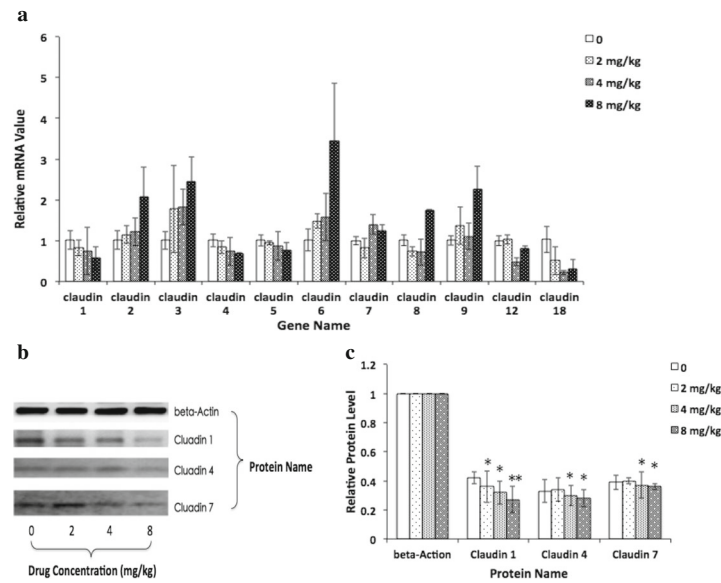 a
6
5
4
3
2
1
0
Relative mRNA Value
0
2 mg/kg
4 mg/kg
8 mg/kg
claudin 1
claudin 2
claudin 3
claudin 4
claudin 5
claudin 6
claudin 7
claudin 8
claudin 9
claudin 12
claudin 18
Gene Name
b
beta-Actin
Cluadin 1
Cluadin 4
Cluadin 7
Protein Name
0 2 4 8
Drug Concentration (mg/kg)
c
1.2
1
0.8
0.6
0.4
0.2
0
Relative Protein Level
0
2 mg/kg
4 mg/kg
8 mg/kg
* * **
* *
* *
beta-Action Claudin 1 Claudin 4 Claudin 7
Protein Name